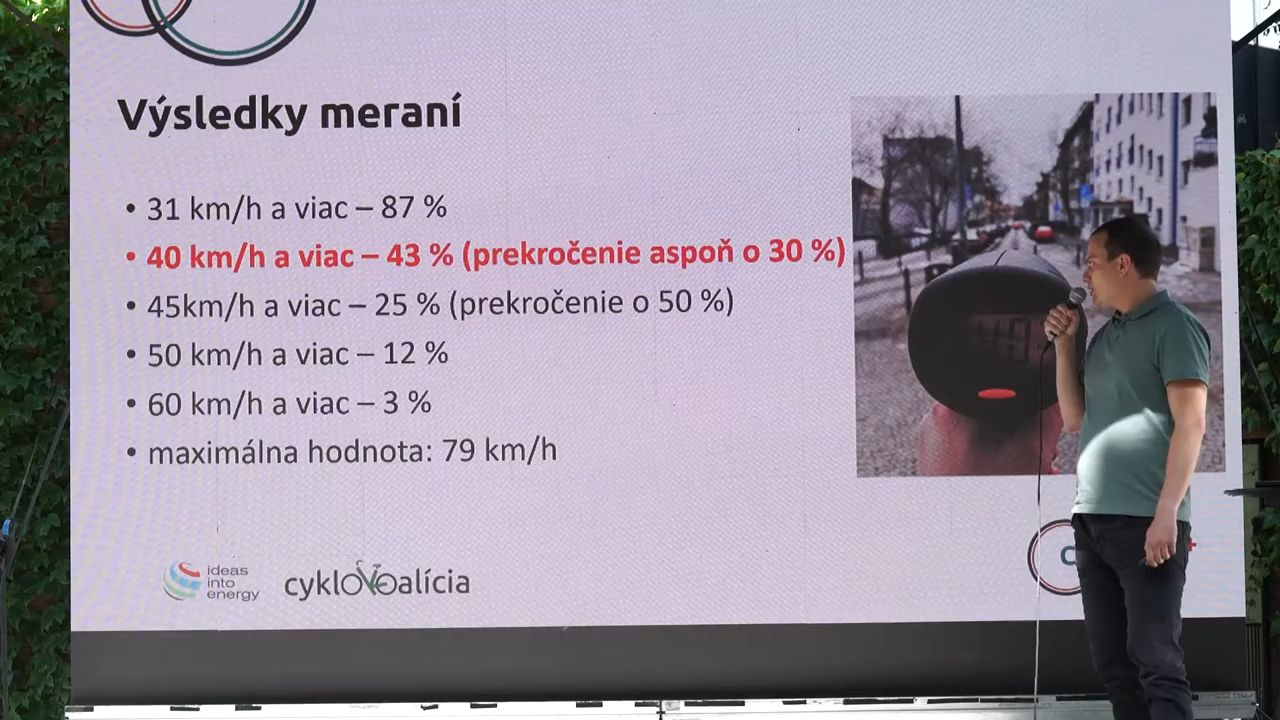 Výsledky meraní
• 31 km/h a viac – 87 %
• 40 km/h a viac – 43 % (prekročenie aspoň o 30 %)
• 45km/h a viac – 25 % (prekročenie o 50 %)
• 50 km/h a viac – 12 %
• 60 km/h a viac – 3 %
• maximálna hodnota: 79 km/h
ideas
into
energy
cykloVoalícia